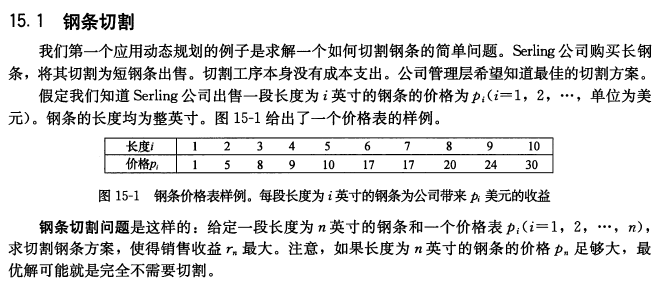 15.1 钢条切割
我们第一个应用动态规划的例子是求解一个如何切割钢条的简单问题。Serling 公司购买长钢
条，将其切割为短钢条出售。切割工序本身没有成本支出。公司管理层希望知道最佳的切割方案。
假定我们知道 Serling 公司出售一段长度为 i 英寸的钢条的价格为 pᵢ(i=1，2，…，单位为美
元)。钢条的长度均为整英寸。图 15-1 给出了一个价格表的样例。
长度i 1 2 3 4 5 6 7 8 9 10
价格pᵢ 1 5 8 9 10 17 17 20 24 30
图 15-1 钢条价格表样例。每段长度为 i 英寸的钢条为公司带来 pᵢ 美元的收益
钢条切割问题是这样的：给定一段长度为 n 英寸的钢条和一个价格表 pᵢ(i=1，2，…，n)，
求切割钢条方案，使得销售收益 rₙ 最大。注意，如果长度为 n 英寸的钢条的价格 pₙ 足够大，最
优解可能就是完全不需要切割。